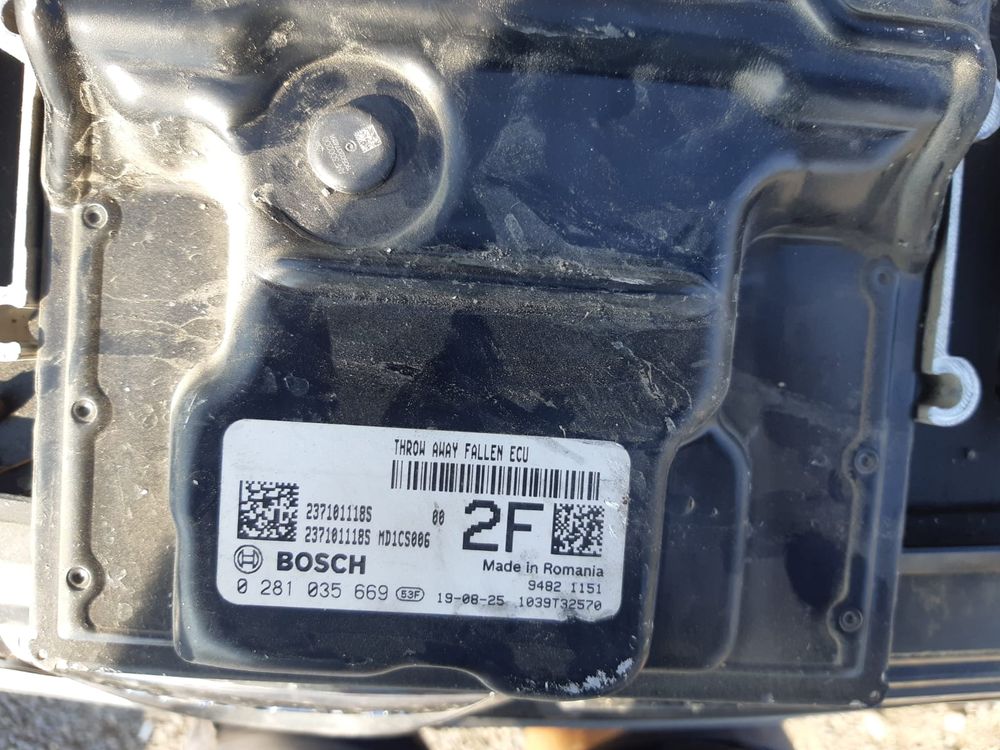 THROW AWAY FALLEN ECU
237101118S 00
237101118S MD1CS006
2F
BOSCH
Made in Romania
9482 1151
0 281 035 669 53F 19-08-25 1039T32570